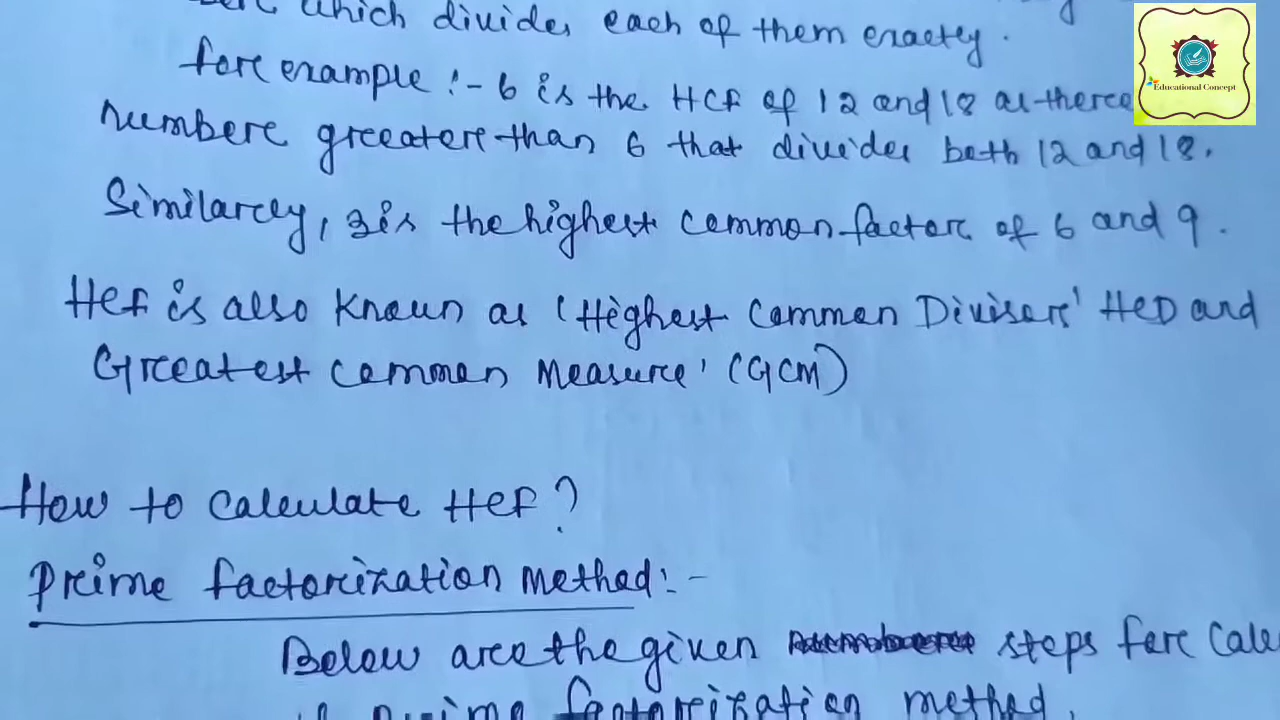 which divides each of them exactly.
for example :- 6 is the HCF of 12 and 18 as there
Educational Concept
number greater than 6 that divides both 12 and 18.
Similarly, 3 is the highest common factor of 6 and 9.
HCF is also known as 'Highest Common Divisors' HCD and
Greatest common Measure' (GCM)
How to calculate HCF?
Prime factorization method :-
Below are the given steps for Calc
factorization method.